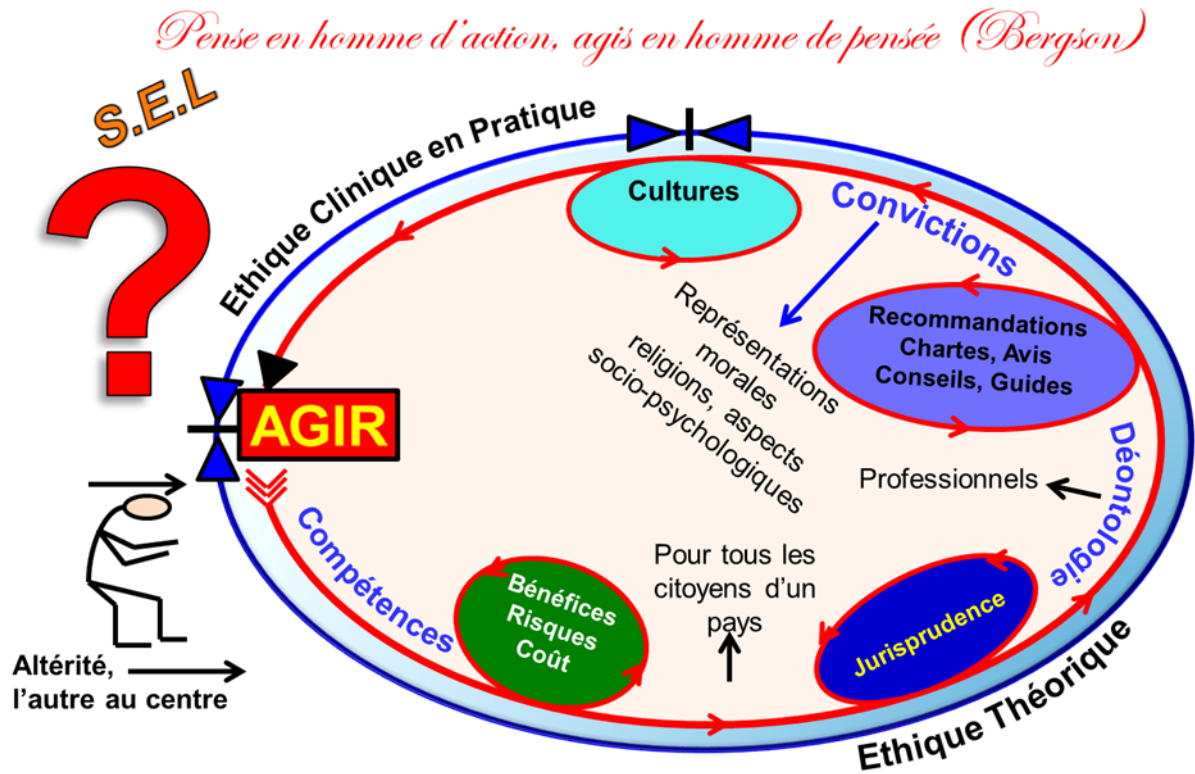 Pense en homme d'action, agis en homme de pensée (Bergson)
S.E.L
?
Ethique Clinique en Pratique
Cultures
Convictions
Représentations
morales
religions, aspects
socio-psychologiques
Recommandations
Chartes, Avis
Conseils, Guides
AGIR
Déontologie
Professionnels
Compétences
Bénéfices
Risques
Coût
Pour tous les
citoyens d'un
pays
Jurisprudence
Altérité,
l'autre au centre
Ethique Théorique